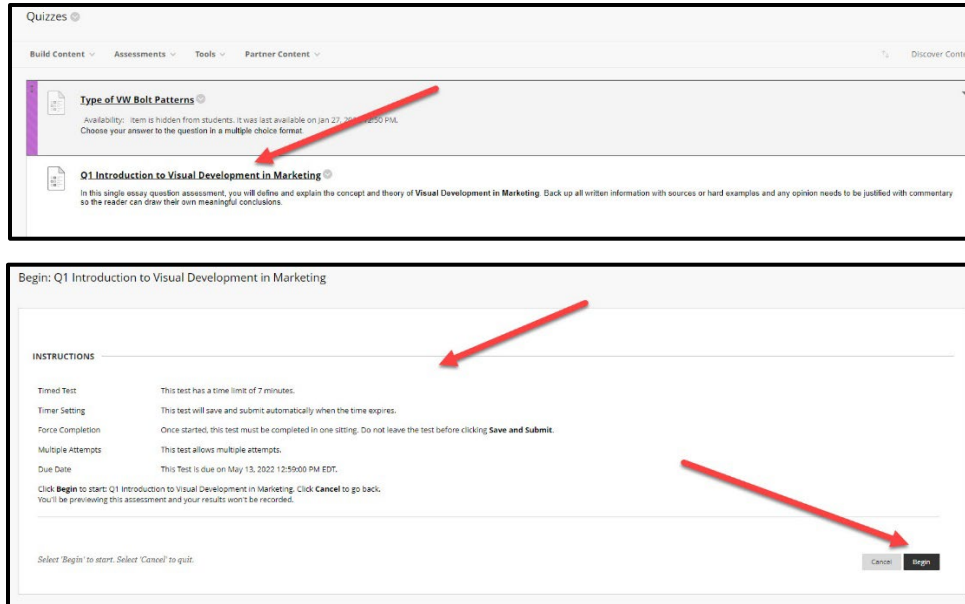 Quizzes
Build Content Assessments Tools Partner Content Discover Conte
Type of VW Bolt Patterns
Availability: Item is hidden from students. It was last available on Jan 27, PM.
Choose your answer to the question in a multiple choice format.
Q1 Introduction to Visual Development in Marketing
In this single essay question assessment, you will define and explain the concept and theory of Visual Development in Marketing. Back up all written information with sources or hard examples and any opinion needs to be justified with commentary
so the reader can draw their own meaningful conclusions.
Begin: Q1 Introduction to Visual Development in Marketing
INSTRUCTIONS
Timed Test This test has a time limit of 7 minutes.
Timer Setting This test will save and submit automatically when the time expires.
Force Completion Once started, this test must be completed in one sitting. Do not leave the test before clicking Save and Submit.
Multiple Attempts This test allows multiple attempts.
Due Date This Test is due on May 13, 2022 12:59:00 PM EDT.
Click Begin to start: Q1 Introduction to Visual Development in Marketing. Click Cancel to go back.
You'll be previewing this assessment and your results won't be recorded.
Select 'Begin' to start. Select 'Cancel' to quit.
Cancel Begin